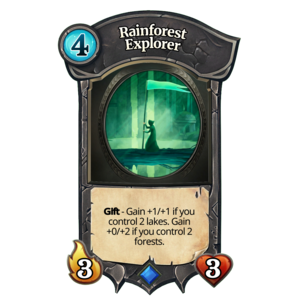 4
Rainforest
Explorer
Gift - Gain +1/+1 if you
control 2 lakes. Gain
+0/+2 if you control 2
forests.
3
3